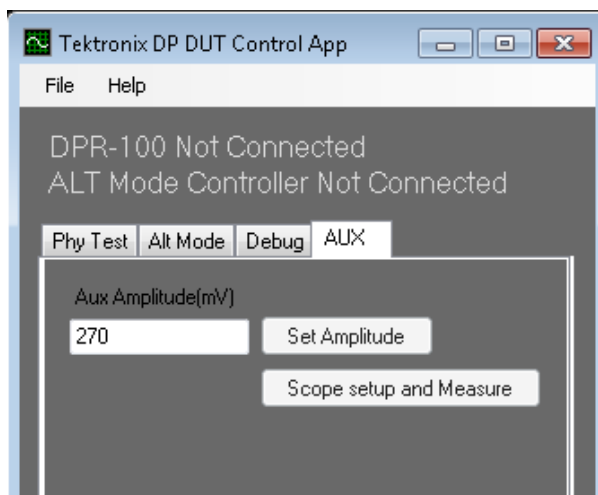 Tektronix DP DUT Control App
File Help
DPR-100 Not Connected
ALT Mode Controller Not Connected
Phy Test Alt Mode Debug AUX
Aux Amplitude(mV)
270 Set Amplitude
Scope setup and Measure